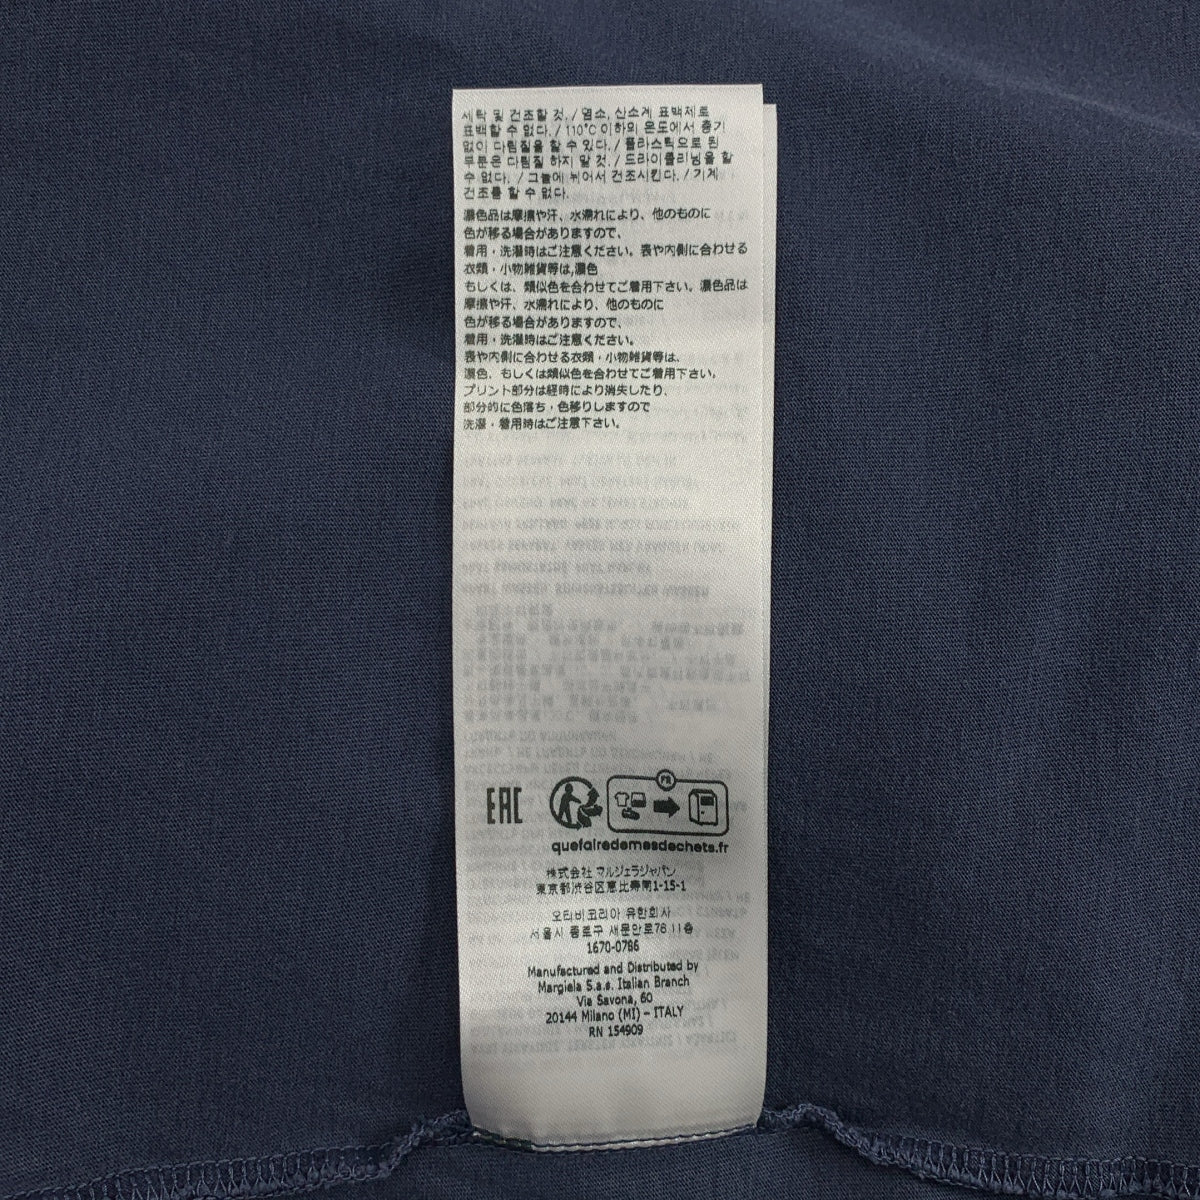 세탁 및 건조할 것. / 염소, 산소계 표백제로
표백할 수 없다. / 110°C 이하의 온도에서 증기
없이 다림질을 할 수 있다. / 플라스틱으로 된
부분은 다림질 하지 말 것. / 드라이클리닝을 할
수 없다. / 그늘에 뉘어서 건조시킨다. / 기계
건조를 할 수 없다.
濃色品は摩擦や汗、水濡れにより、他のものに
色が移る場合がありますので、
着用・洗濯時はご注意ください。表や内側に合わせる
衣類・小物雑貨等は,濃色
もしくは、類似色を合わせてご着用下さい。濃色品は
摩擦や汗、水濡れにより、他のものに
色が移る場合がありますので、
着用・洗濯時はご注意ください。
表や内側に合わせる衣類・小物雑貨等は、
濃色、もしくは類似色を合わせてご着用下さい。
プリント部分は経時により消失したり、
部分的に色落ち・色移りしますので
洗濯・着用時はご注意下さい。
EAC
FR
quefairedemesdechets.fr
株式会社 マルジェラジャパン
東京都渋谷区恵比寿南1-15-1
오티비코리아 유한회사
서울시 종로구 새문안로76 11층
1670-0786
Manufactured and Distributed by
Margiela S.a.s. Italian Branch
Via Savona, 60
20144 Milano (MI) – ITALY
RN 154909